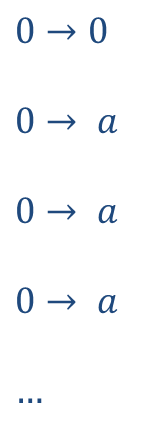 0 → 0
0 → a
0 → a
0 → a
...